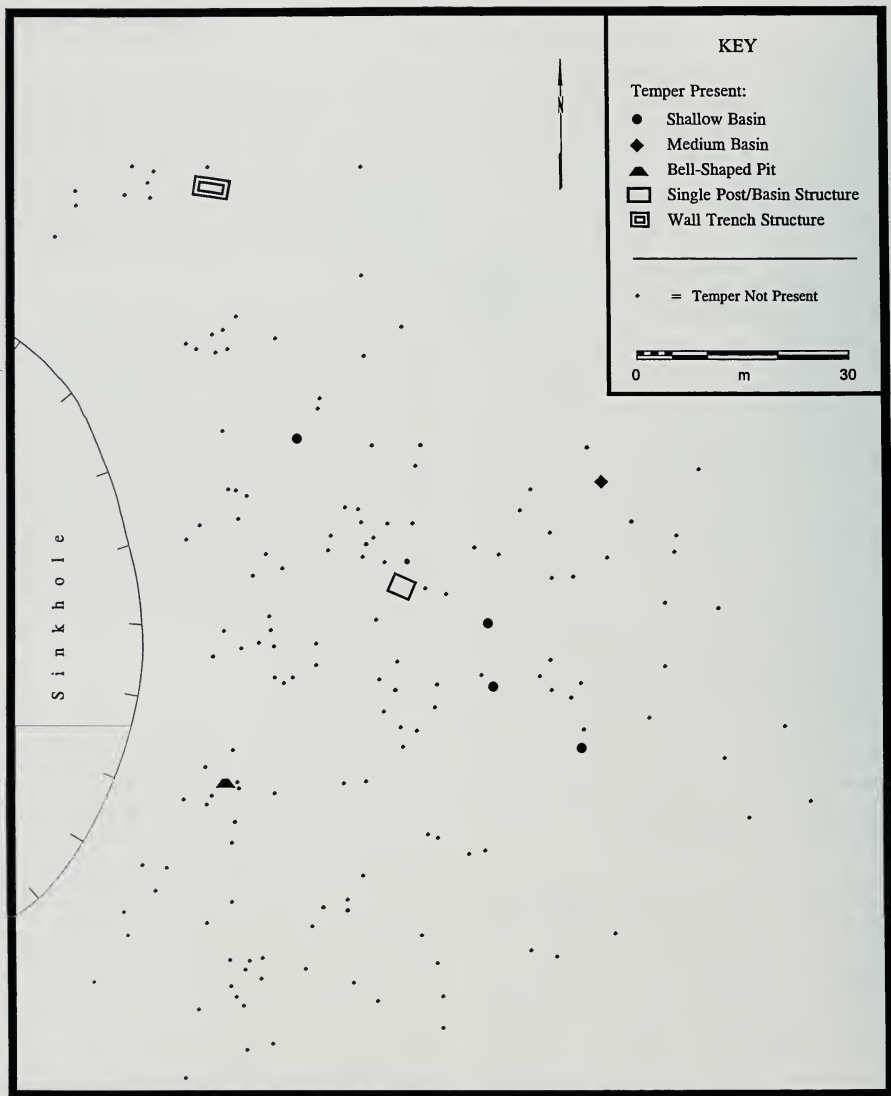 KEY
N
Temper Present:
Shallow Basin
Medium Basin
Bell-Shaped Pit
Single Post/Basin Structure
Wall Trench Structure
= Temper Not Present
0 m 30
Sinkhole